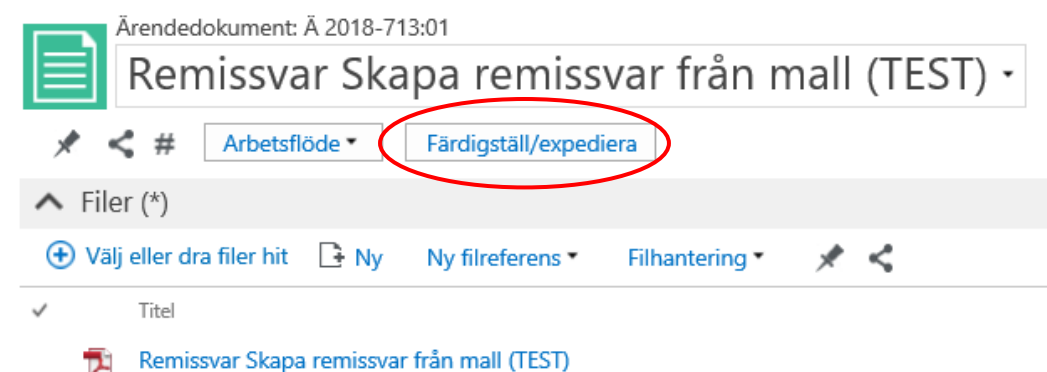 Ärendedokument: Ä 2018-713:01
Remissvar Skapa remissvar från mall (TEST)
# Arbetsflöde Färdigställ/expediera
Filer (*)
Välj eller dra filer hit Ny Ny filreferens Filhantering
Titel
Remissvar Skapa remissvar från mall (TEST)